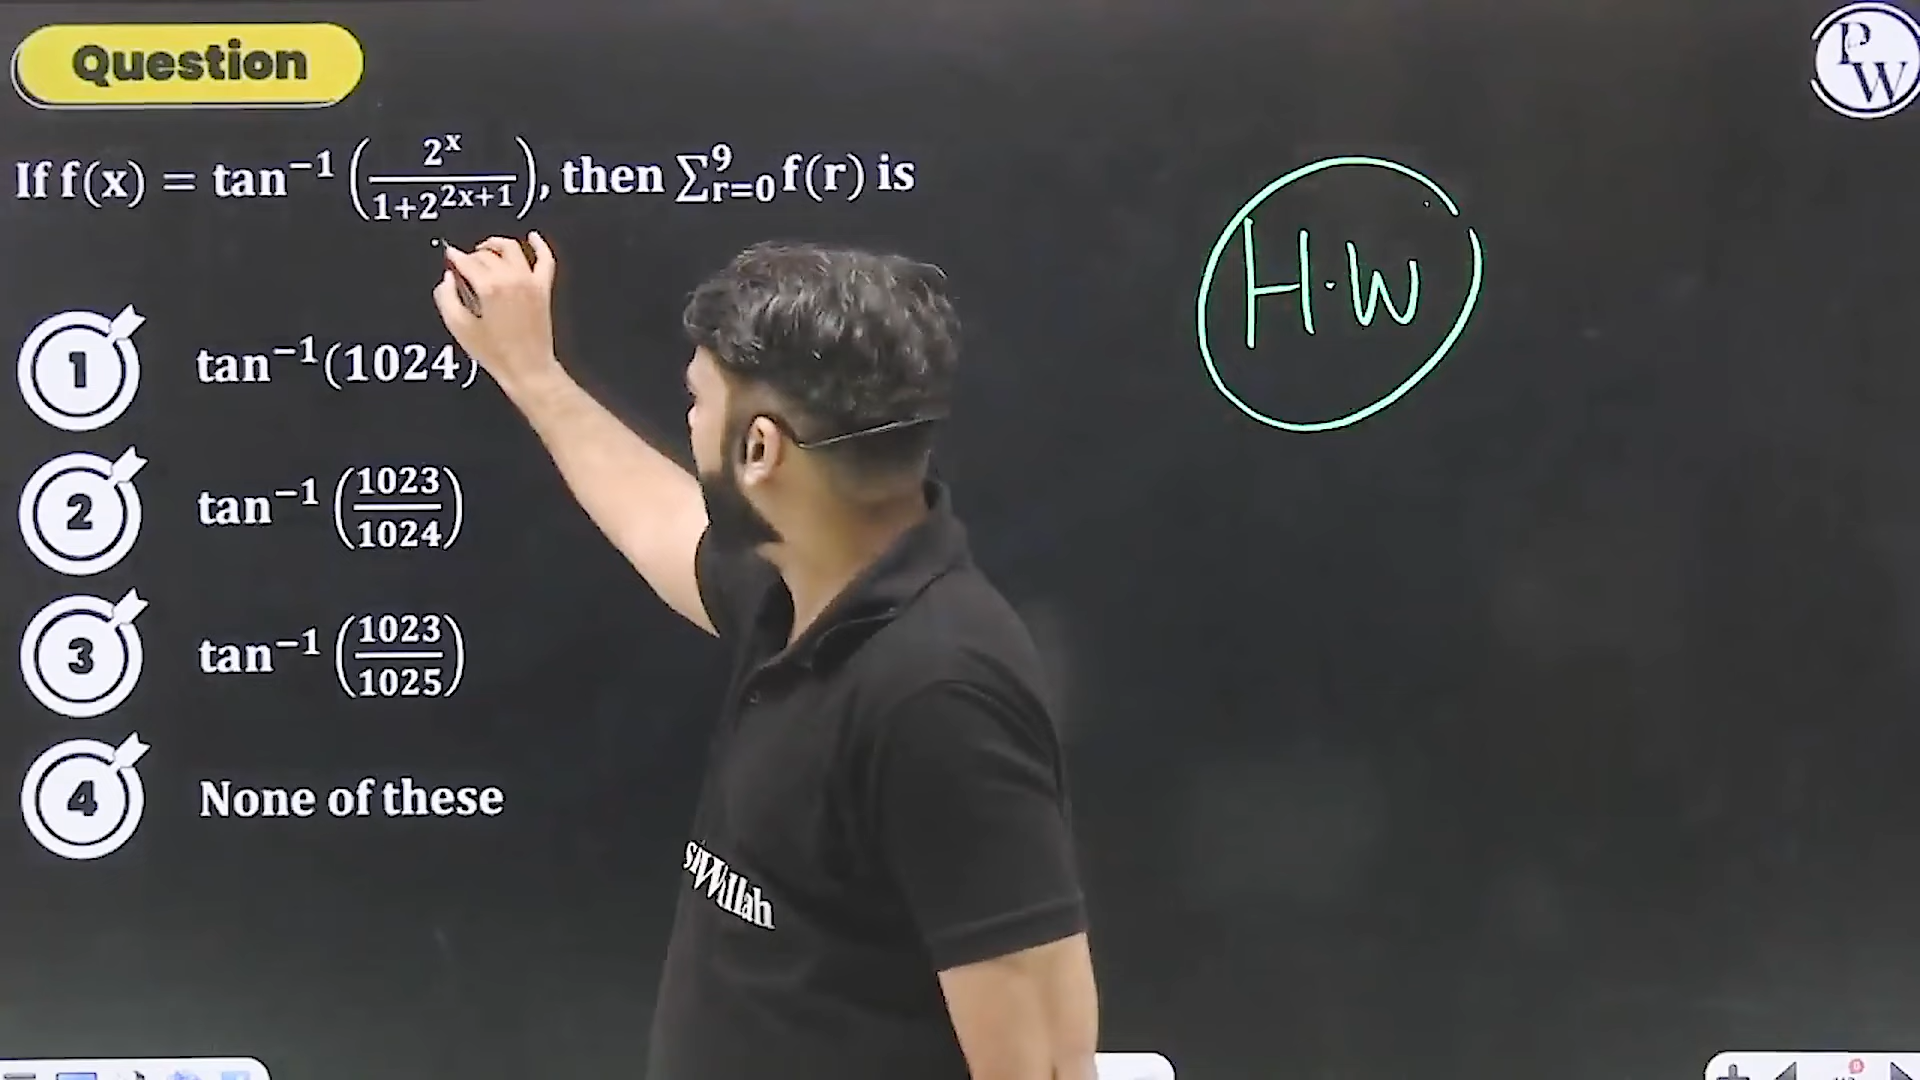 Question
PW
If f(x) = tan⁻¹ (2ˣ/(1+2²ˣ⁺¹)), then ∑⁹ᵣ₌₀ f(r) is
H.W
1 tan⁻¹(1024)
2 tan⁻¹ (1023/1024)
3 tan⁻¹ (1023/1025)
4 None of these
siWallah